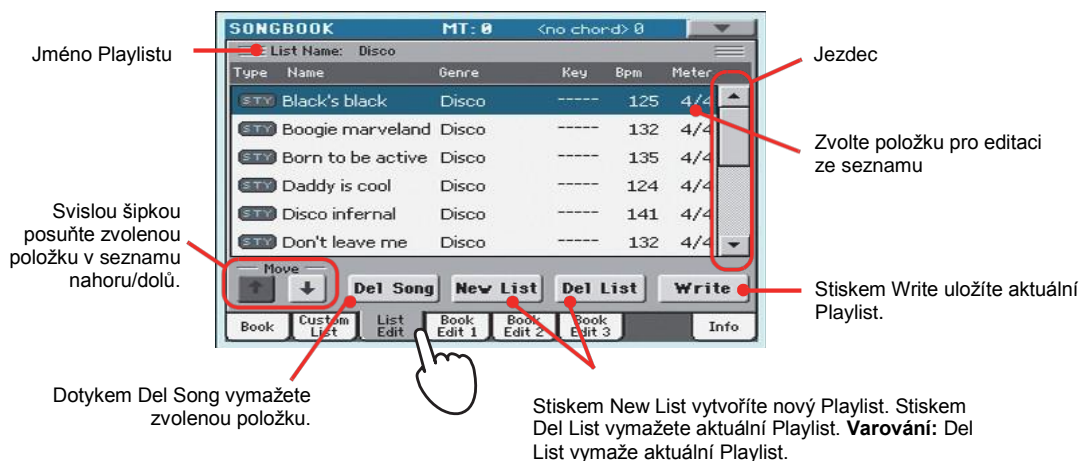 SONGBOOK MT: 0 <no chord> 0
Jméno Playlistu
List Name: Disco
Jezdec
Type Name Genre Key Bpm Meter
STY Black's black Disco ----- 125 4/4
STY Boogie marveland Disco ----- 132 4/4
STY Born to be active Disco ----- 135 4/4
STY Daddy is cool Disco ----- 124 4/4
STY Disco infernal Disco ----- 141 4/4
STY Don't leave me Disco ----- 132 4/4
Zvolte položku pro editaci
ze seznamu
Svislou šipkou
posuňte zvolenou
položku v seznamu
nahoru/dolů.
Move
Del Song New List Del List Write
Stiskem Write uložíte aktuální
Playlist.
Book Custom List List Edit Book Edit 1 Book Edit 2 Book Edit 3 Info
Dotykem Del Song vymažete
zvolenou položku.
Stiskem New List vytvoříte nový Playlist. Stiskem
Del List vymažete aktuální Playlist. Varování: Del
List vymaže aktuální Playlist.